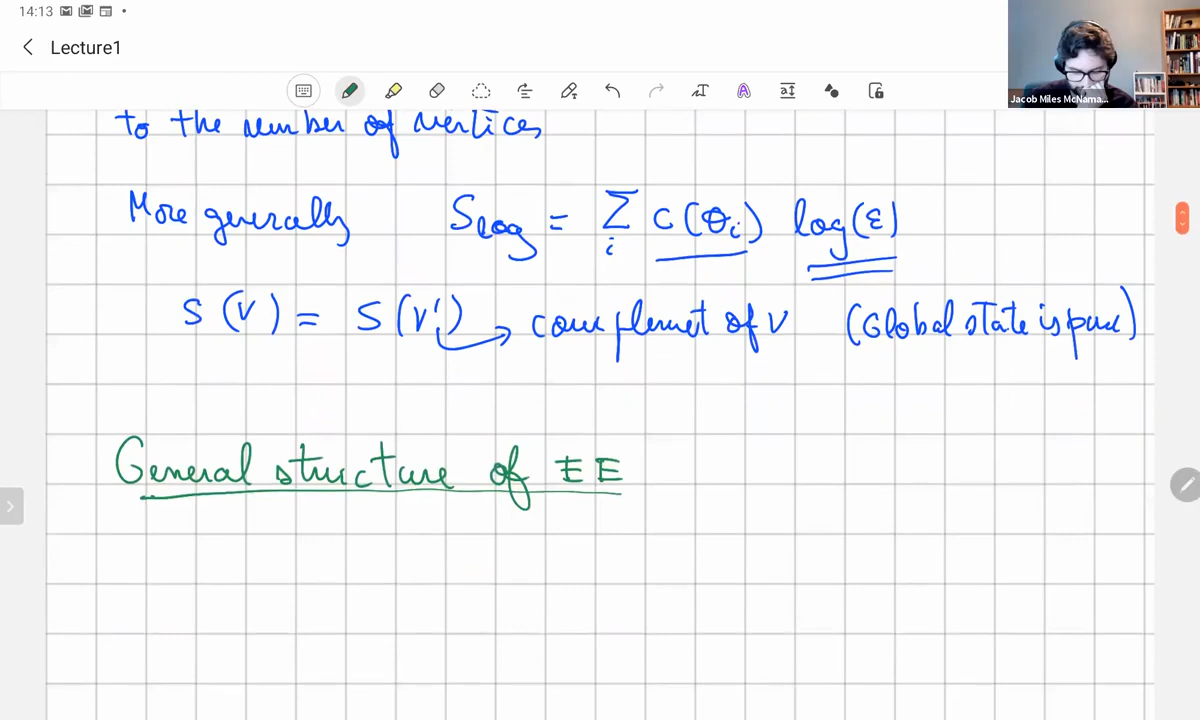 14:13
Lecture1
Jacob Miles McNama...
to the number of vertices
More generally S_log = Σ_i c(θ_i) log(ε)
S(V) = S(V') → complemet of V (Global state is pure)
General structure of EE